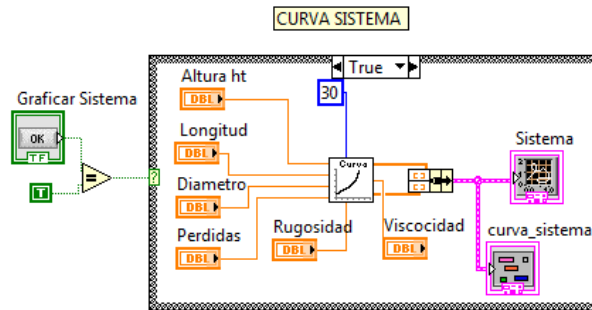 CURVA SISTEMA
True
Altura ht
DBL
30
Graficar Sistema
OK
TF
Longitud
DBL
Curva
Sistema
=
?
T
Diametro
DBL
Perdidas
DBL
Rugosidad
DBL
Viscocidad
DBL
curva_sistema